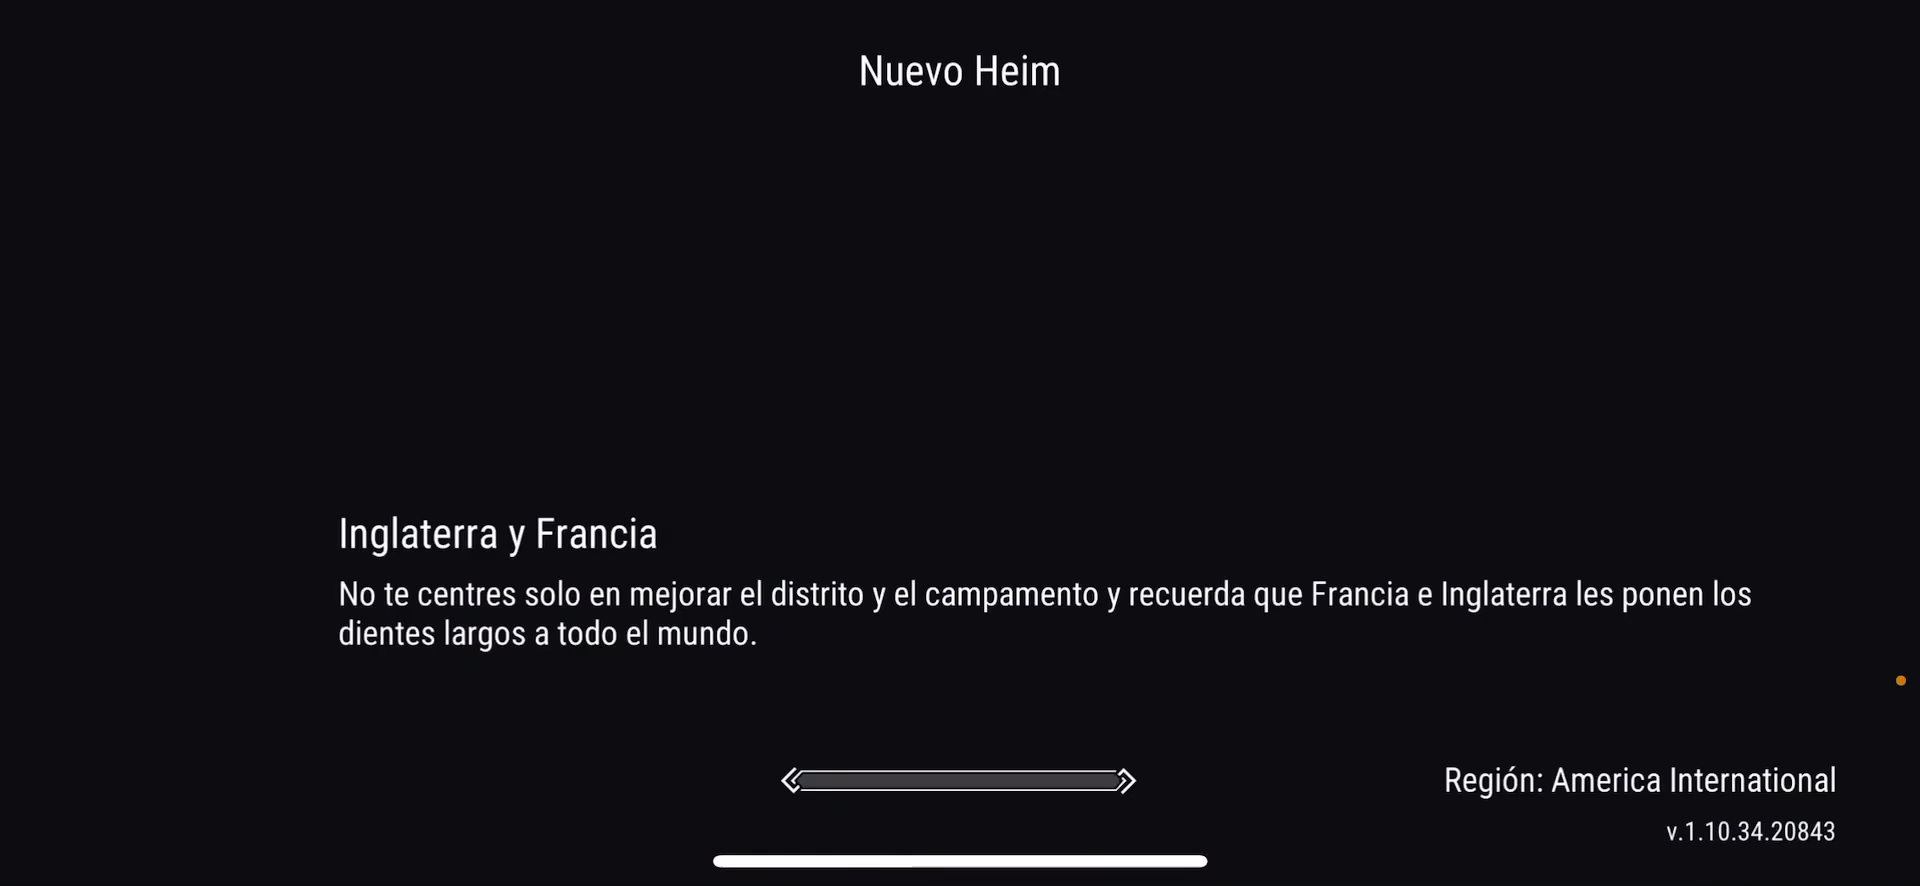 Nuevo Heim
Inglaterra y Francia
No te centres solo en mejorar el distrito y el campamento y recuerda que Francia e Inglaterra les ponen los
dientes largos a todo el mundo.
Región: America International
v.1.10.34.20843